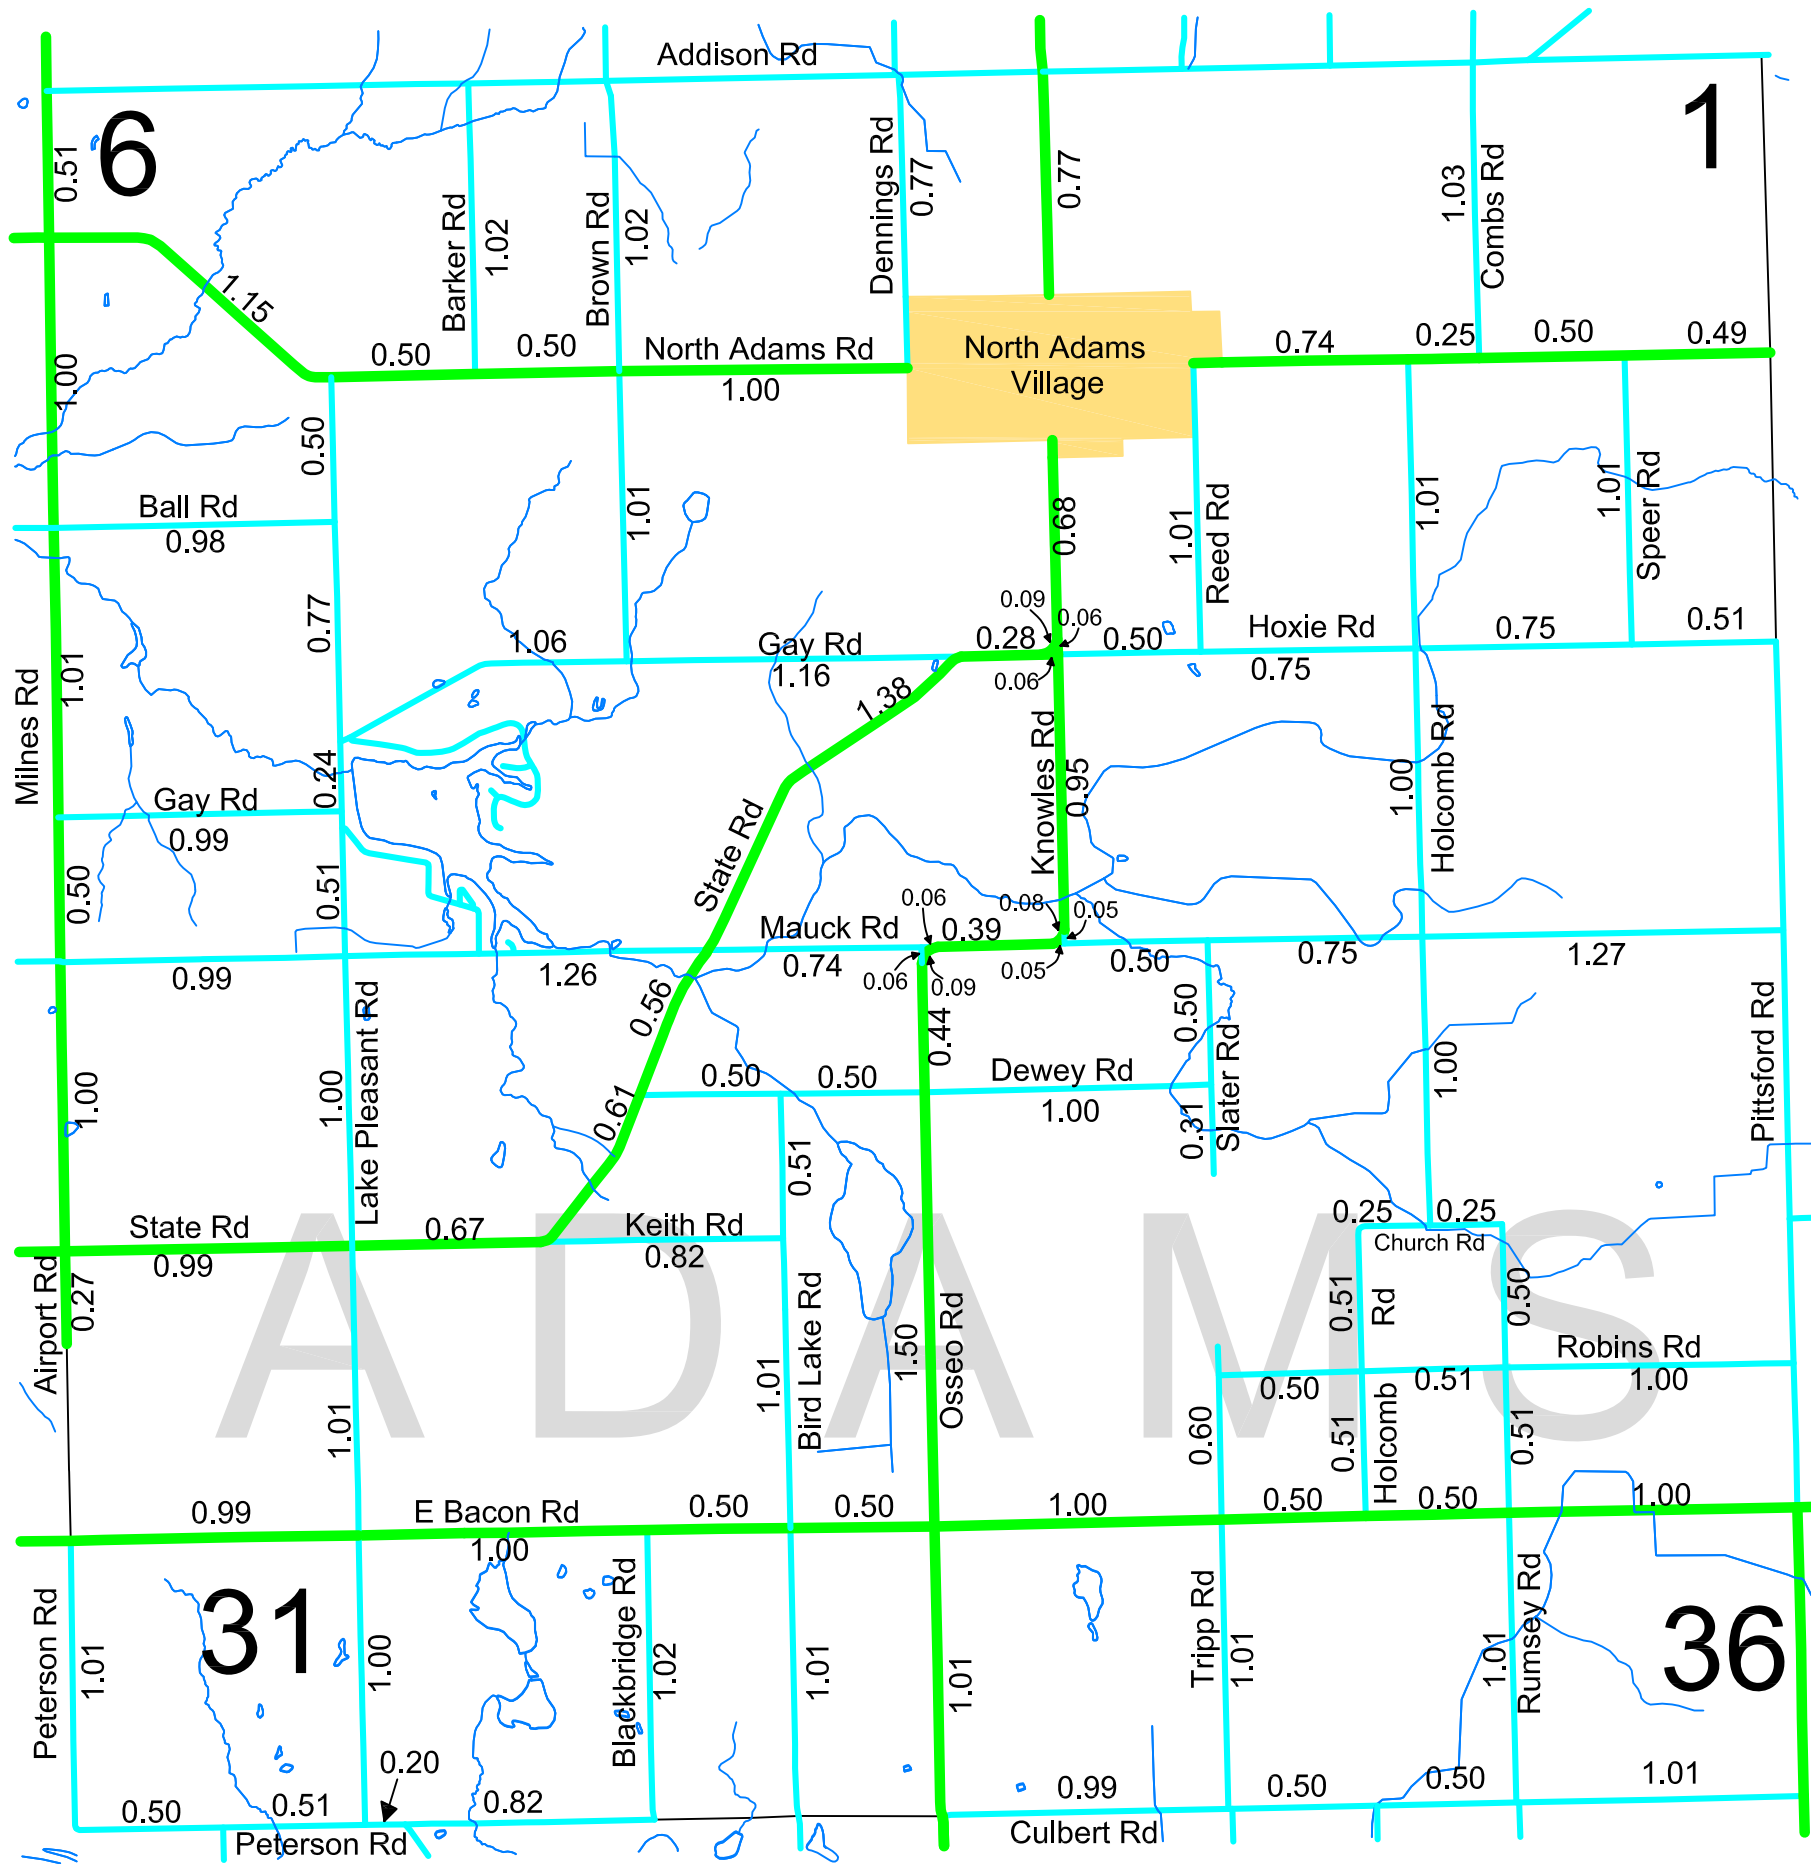 Addison Rd
6
1
0.51
Barker Rd
1.02
Brown Rd
1.02
Dennings Rd
0.77
0.77
1.03
Combs Rd
1.15
0.50
0.50
North Adams Rd
1.00
North Adams
Village
0.74
0.25
0.50
0.49
1.00
0.50
Ball Rd
0.98
1.01
0.68
1.01
Reed Rd
1.01
1.01
Speer Rd
0.77
1.06
Gay Rd
1.16
0.28
0.09
0.06
0.06
0.50
Hoxie Rd
0.75
0.75
0.51
Milnes Rd
1.01
1.38
0.24
Gay Rd
0.99
State Rd
Knowles Rd
0.95
1.00
Holcomb Rd
0.50
0.51
0.06
0.08
0.05
Mauck Rd
0.39
0.99
1.26
0.74
0.06
0.09
0.05
0.50
0.75
1.27
0.56
0.44
0.50
Slater Rd
Pittsford Rd
1.00
1.00
Lake Pleasant Rd
0.61
0.50
0.50
Dewey Rd
1.00
0.31
1.00
0.51
State Rd
0.99
0.67
Keith Rd
0.82
0.25
0.25
Church Rd
ADAMS
Airport Rd
0.27
1.01
1.01
Bird Lake Rd
1.50
Osseo Rd
0.51
Holcomb Rd
0.50
Robins Rd
0.50
0.51
1.00
0.60
0.51
0.51
0.99
E Bacon Rd
1.00
0.50
0.50
1.00
0.50
0.50
1.00
31
36
Peterson Rd
1.01
1.00
Blackbridge Rd
1.02
1.01
1.01
Tripp Rd
1.01
1.01
Rumsey Rd
0.20
0.50
0.51
0.82
Peterson Rd
0.99
Culbert Rd
0.50
0.50
1.01